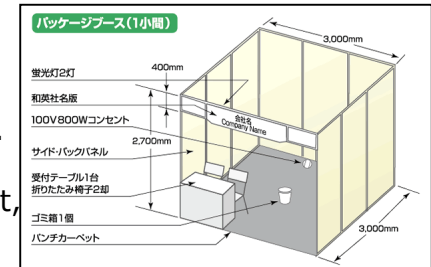 パッケージブース(1小間)
3,000mm
蛍光灯2灯
400mm
和英社名版
会社名
Company Name
100V800Wコンセント
2,700mm
サイド・バックパネル
受付テーブル1台
折りたたみ椅子2却
t,
ゴミ箱1個
3,000mm
パンチカーペット